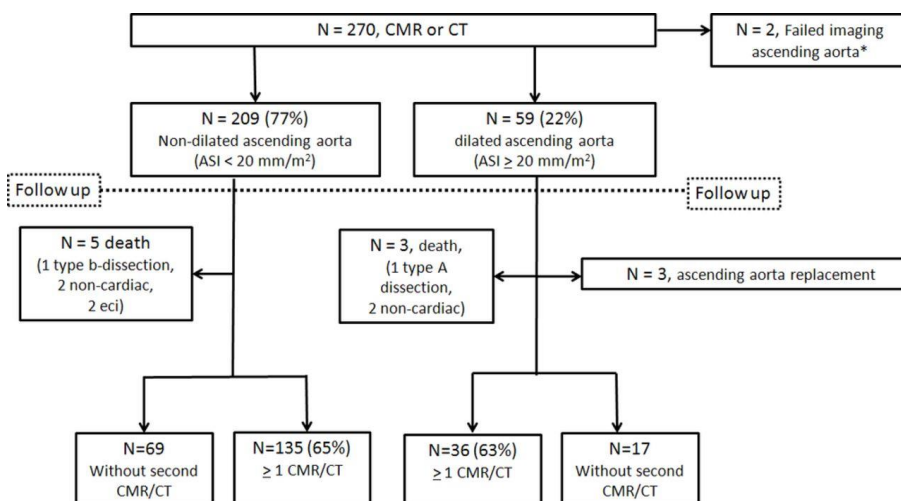 N = 270, CMR or CT
N = 2, Failed imaging
ascending aorta*
N = 209 (77%)
Non-dilated ascending aorta
(ASI < 20 mm/m²)
N = 59 (22%)
dilated ascending aorta
(ASI ≥ 20 mm/m²)
Follow up
Follow up
N = 5 death
(1 type b-dissection,
2 non-cardiac,
2 eci)
N = 3, death,
(1 type A
dissection,
2 non-cardiac)
N = 3, ascending aorta replacement
N=69
Without second
CMR/CT
N=135 (65%)
≥ 1 CMR/CT
N=36 (63%)
≥ 1 CMR/CT
N=17
Without second
CMR/CT